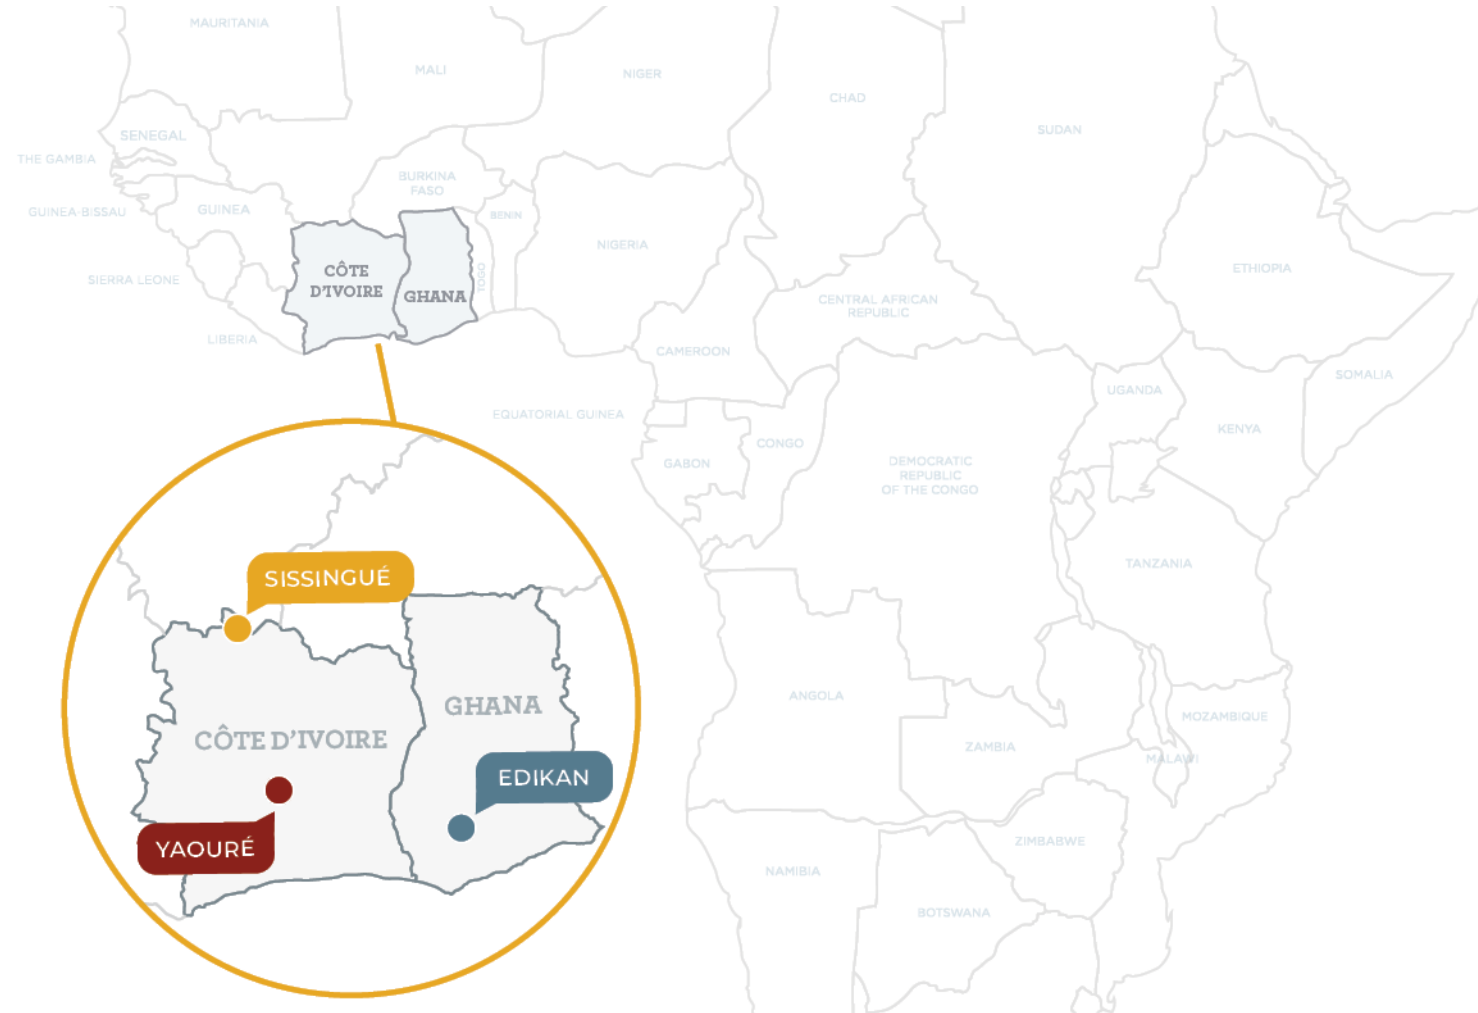 MAURITANIA
MALI
NIGER
CHAD
SUDAN
SENEGAL
THE GAMBIA
BURKINA
FASO
GUINEA-BISSAU
GUINEA
BENIN
NIGERIA
ETHIOPIA
SIERRA LEONE
CÔTE
D'IVOIRE
GHANA
TOGO
CENTRAL AFRICAN
REPUBLIC
LIBERIA
CAMEROON
UGANDA
SOMALIA
EQUATORIAL GUINEA
KENYA
GABON
CONGO
DEMOCRATIC
REPUBLIC
OF THE CONGO
TANZANIA
SISSINGUÉ
GHANA
CÔTE D'IVOIRE
EDIKAN
YAOURÉ
ANGOLA
MOZAMBIQUE
ZAMBIA
MALAWI
ZIMBABWE
NAMIBIA
BOTSWANA